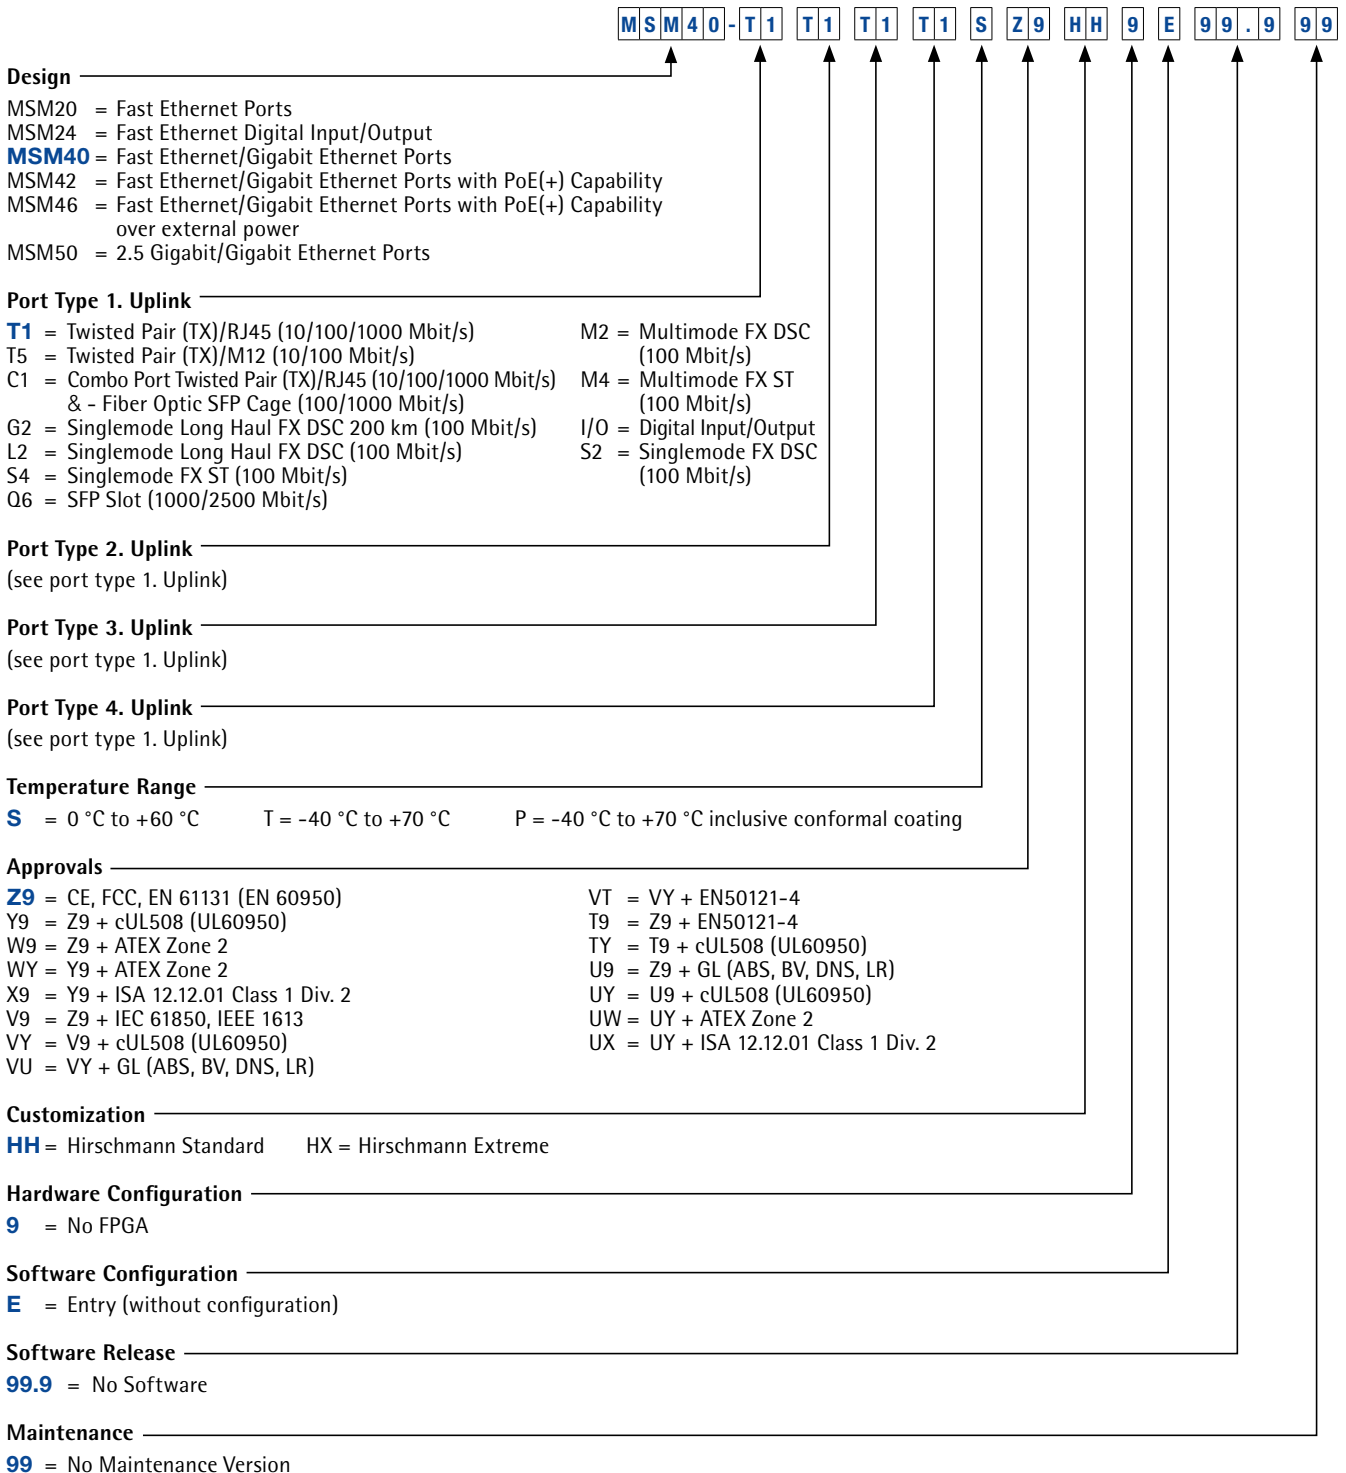 MSM40-T1 T1 T1 T1 S Z9 HH 9 E 99.9 99
Design
MSM20 = Fast Ethernet Ports
MSM24 = Fast Ethernet Digital Input/Output
MSM40 = Fast Ethernet/Gigabit Ethernet Ports
MSM42 = Fast Ethernet/Gigabit Ethernet Ports with PoE(+) Capability
MSM46 = Fast Ethernet/Gigabit Ethernet Ports with PoE(+) Capability
over external power
MSM50 = 2.5 Gigabit/Gigabit Ethernet Ports
Port Type 1. Uplink
T1 = Twisted Pair (TX)/RJ45 (10/100/1000 Mbit/s)
T5 = Twisted Pair (TX)/M12 (10/100 Mbit/s)
C1 = Combo Port Twisted Pair (TX)/RJ45 (10/100/1000 Mbit/s)
& - Fiber Optic SFP Cage (100/1000 Mbit/s)
G2 = Singlemode Long Haul FX DSC 200 km (100 Mbit/s)
L2 = Singlemode Long Haul FX DSC (100 Mbit/s)
S4 = Singlemode FX ST (100 Mbit/s)
Q6 = SFP Slot (1000/2500 Mbit/s)
M2 = Multimode FX DSC
(100 Mbit/s)
M4 = Multimode FX ST
(100 Mbit/s)
I/O = Digital Input/Output
S2 = Singlemode FX DSC
(100 Mbit/s)
Port Type 2. Uplink
(see port type 1. Uplink)
Port Type 3. Uplink
(see port type 1. Uplink)
Port Type 4. Uplink
(see port type 1. Uplink)
Temperature Range
S = 0 °C to +60 °C T = -40 °C to +70 °C P = -40 °C to +70 °C inclusive conformal coating
Approvals
Z9 = CE, FCC, EN 61131 (EN 60950)
Y9 = Z9 + cUL508 (UL60950)
W9 = Z9 + ATEX Zone 2
WY = Y9 + ATEX Zone 2
X9 = Y9 + ISA 12.12.01 Class 1 Div. 2
V9 = Z9 + IEC 61850, IEEE 1613
VY = V9 + cUL508 (UL60950)
VU = VY + GL (ABS, BV, DNS, LR)
VT = VY + EN50121-4
T9 = Z9 + EN50121-4
TY = T9 + cUL508 (UL60950)
U9 = Z9 + GL (ABS, BV, DNS, LR)
UY = U9 + cUL508 (UL60950)
UW = UY + ATEX Zone 2
UX = UY + ISA 12.12.01 Class 1 Div. 2
Customization
HH = Hirschmann Standard HX = Hirschmann Extreme
Hardware Configuration
9 = No FPGA
Software Configuration
E = Entry (without configuration)
Software Release
99.9 = No Software
Maintenance
99 = No Maintenance Version